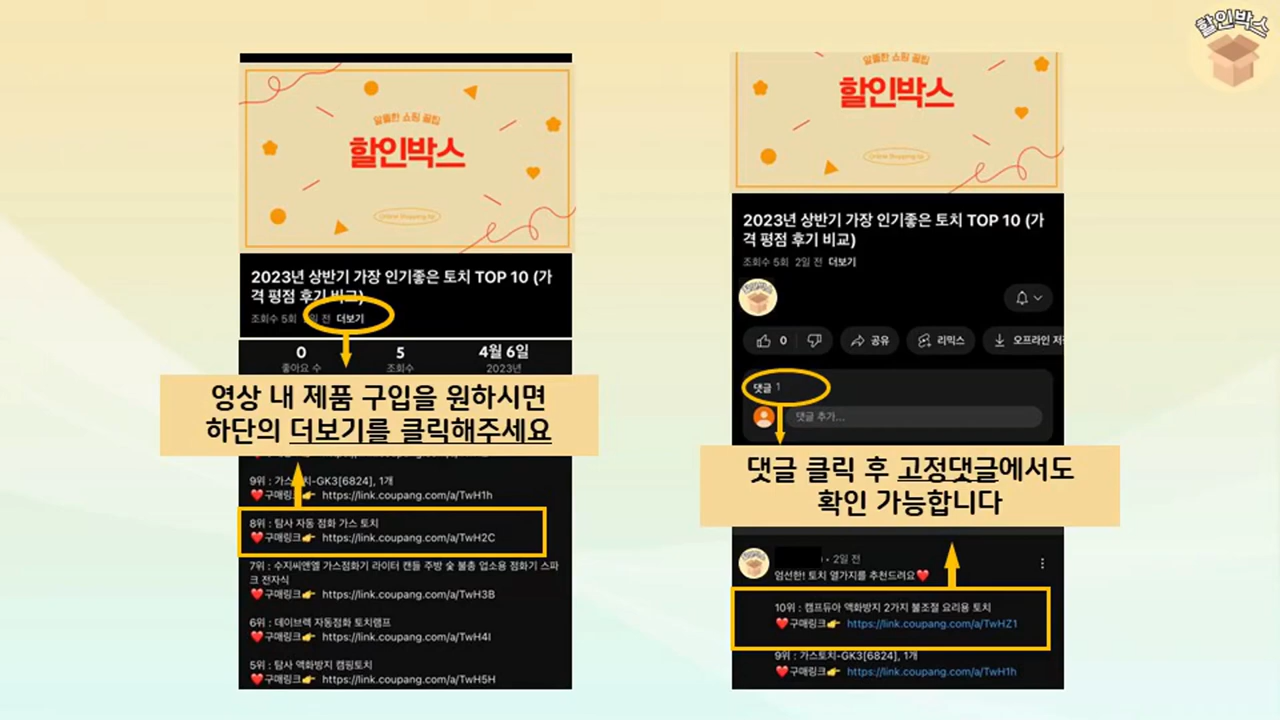 할인박스
알뜰한 쇼핑 꿀팁
할인박스
Online Shopping tip
2023년 상반기 가장 인기좋은 토치 TOP 10 (가
격 평점 후기 비교)
조회수 5회 전 더보기
0 5 4월 6일
좋아요 수 조회수 2023년
영상 내 제품 구입을 원하시면
하단의 더보기를 클릭해주세요
9위 : 가스토치-GK3[6824], 1개
❤️구매링크👉 https://link.coupang.com/a/TwH1h
8위 : 탐사 자동 점화 가스 토치
❤️구매링크👉 https://link.coupang.com/a/TwH2C
7위 : 수지씨앤엘 가스점화기 라이터 캔들 주방 숯 불총 업소용 점화기 스파
크 전자식
❤️구매링크👉 https://link.coupang.com/a/TwH3B
6위 : 데이브렉 자동점화 토치램프
❤️구매링크👉 https://link.coupang.com/a/TwH4I
5위 : 탐사 액화방지 캠핑토치
❤️구매링크👉 https://link.coupang.com/a/TwH5H
알뜰한 쇼핑 꿀팁
할인박스
Online Shopping tip
2023년 상반기 가장 인기좋은 토치 TOP 10 (가
격 평점 후기 비교)
조회수 5회 2일 전 더보기
할인박스
0 공유 리믹스 오프라인 저
댓글 1
댓글 추가...
댓글 클릭 후 고정댓글에서도
확인 가능합니다
• 2일 전
엄선한! 토치 열가지를 추천드려요❤️
10위 : 캠프듀아 액화방지 2가지 불조절 요리용 토치
❤️구매링크👉 https://link.coupang.com/a/TwHZ1
9위 : 가스토치-GK3[6824], 1개
❤️구매링크👉 https://link.coupang.com/a/TwH1h